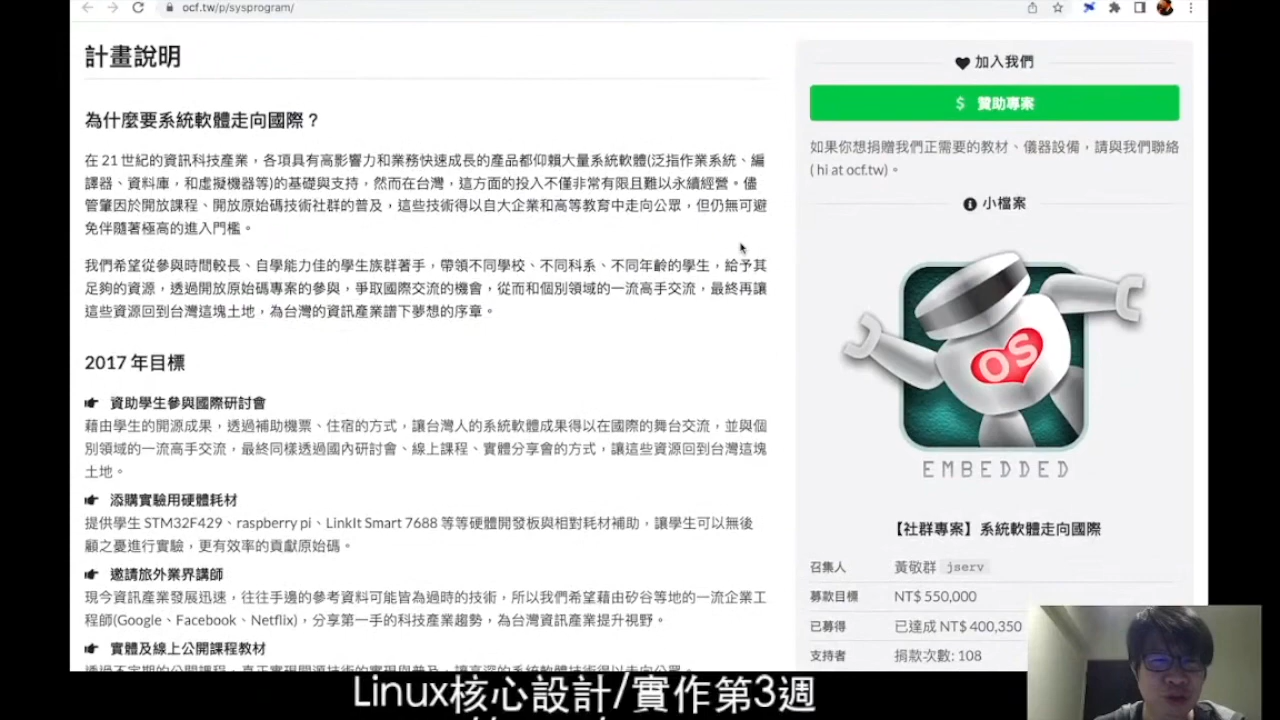 ocf.tw/p/sysprogram/
計畫說明
為什麼要系統軟體走向國際？
在 21 世紀的資訊科技產業，各項具有高影響力和業務快速成長的產品都仰賴大量系統軟體(泛指作業系統、編
譯器、資料庫，和虛擬機器等)的基礎與支持，然而在台灣，這方面的投入不僅非常有限且難以永續經營。儘
管肇因於開放課程、開放原始碼技術社群的普及，這些技術得以自大企業和高等教育中走向公眾，但仍無可避
免伴隨著極高的進入門檻。
我們希望從參與時間較長、自學能力佳的學生族群著手，帶領不同學校、不同科系、不同年齡的學生，給予其
足夠的資源，透過開放原始碼專案的參與，爭取國際交流的機會，從而和個別領域的一流高手交流，最終再讓
這些資源回到台灣這塊土地，為台灣的資訊產業譜下夢想的序章。
2017 年目標
資助學生參與國際研討會
藉由學生的開源成果，透過補助機票、住宿的方式，讓台灣人的系統軟體成果得以在國際的舞台交流，並與個
別領域的一流高手交流，最終同樣透過國內研討會、線上課程、實體分享會的方式，讓這些資源回到台灣這塊
土地。
添購實驗用硬體耗材
提供學生 STM32F429、raspberry pi、LinkIt Smart 7688 等等硬體開發板與相對耗材補助，讓學生可以無後
顧之憂進行實驗，更有效率的貢獻原始碼。
邀請旅外業界講師
現今資訊產業發展迅速，往往手邊的參考資料可能皆為過時的技術，所以我們希望藉由矽谷等地的一流企業工
程師(Google、Facebook、Netflix)，分享第一手的科技產業趨勢，為台灣資訊產業提升視野。
實體及線上公開課程教材
加入我們
$ 贊助專案
如果你想捐贈我們正需要的教材、儀器設備，請與我們聯絡
( hi at ocf.tw)。
小檔案
OS
EMBEDDED
【社群專案】系統軟體走向國際
召集人 黃敬群 jserv
募款目標 NT$ 550,000
已募得 已達成 NT$ 400,350
支持者 捐款次數: 108
Linux核心設計/實作第3週